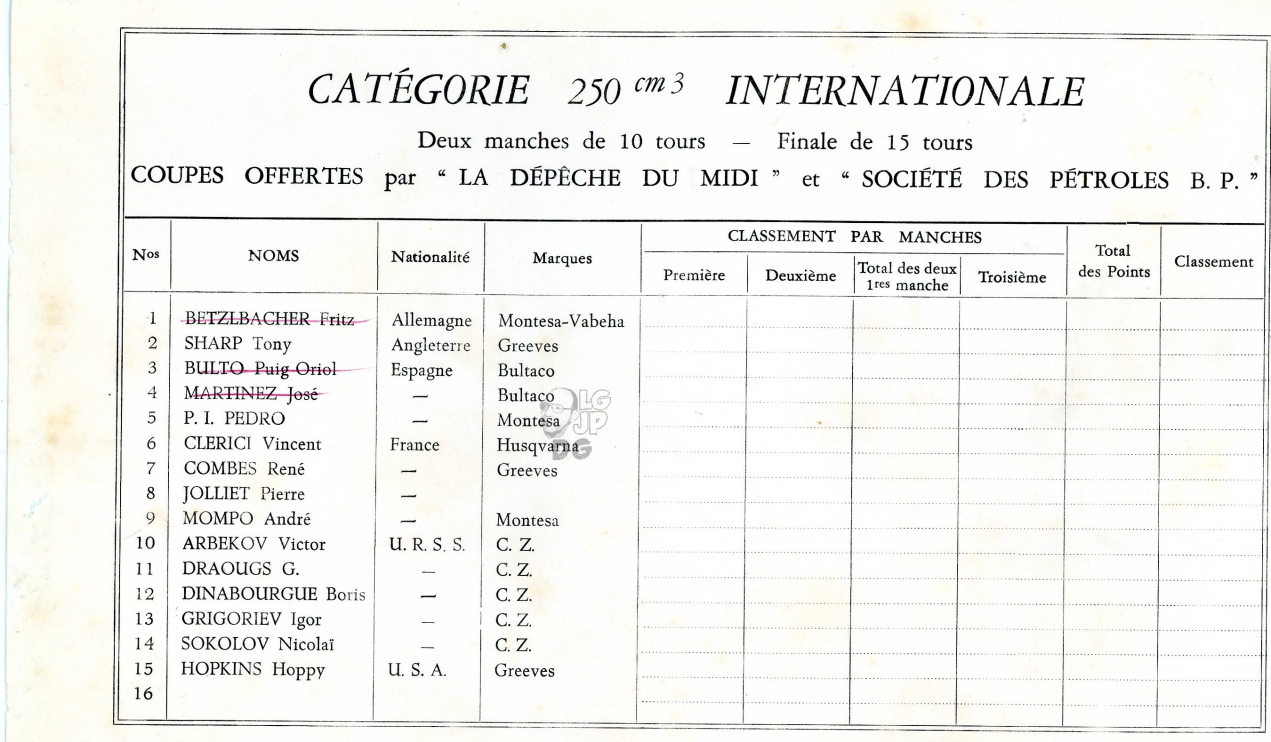 CATÉGORIE 250 cm3 INTERNATIONALE
Deux manches de 10 tours — Finale de 15 tours
COUPES OFFERTES par “ LA DÉPÊCHE DU MIDI ” et “ SOCIÉTÉ DES PÉTROLES B. P. ”
Nos NOMS Nationalité Marques CLASSEMENT PAR MANCHES Total des Points Classement
Première Deuxième Total des deux 1res manche Troisième
1 BETZLBACHER Fritz Allemagne Montesa-Vabeha
2 SHARP Tony Angleterre Greeves
3 BULTO Puig Oriol Espagne Bultaco
4 MARTINEZ José — Bultaco
5 P. I. PEDRO — Montesa
6 CLERICI Vincent France Husqvarna
7 COMBES René — Greeves
8 JOLLIET Pierre —
9 MOMPO André — Montesa
10 ARBEKOV Victor U. R. S. S. C. Z.
11 DRAOUGS G. — C. Z.
12 DINABOURGUE Boris — C. Z.
13 GRIGORIEV Igor — C. Z.
14 SOKOLOV Nicolaï — C. Z.
15 HOPKINS Hoppy U. S. A. Greeves
16
LG
JP
DG